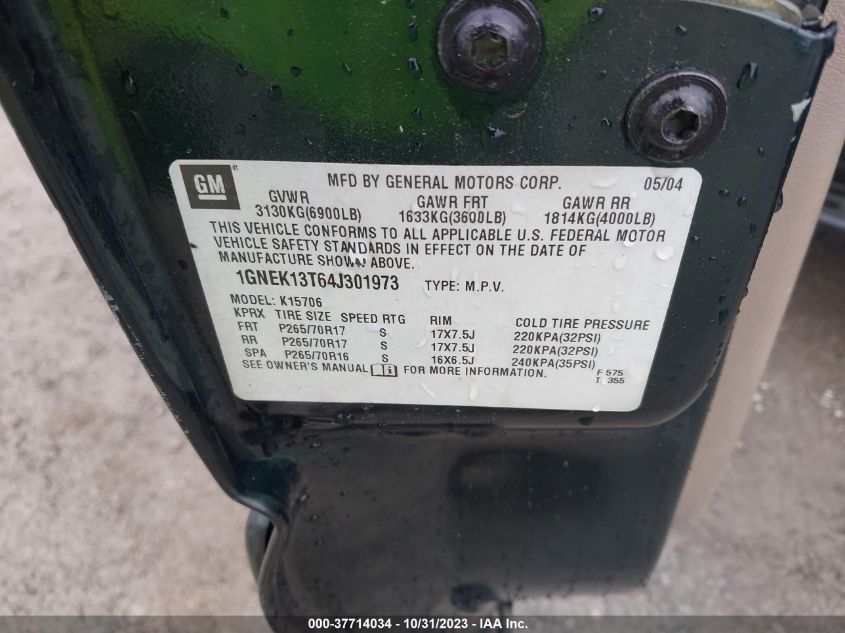 GM ®
MFD BY GENERAL MOTORS CORP. 05/04
GVWR GAWR FRT GAWR RR
3130KG(6900LB) 1633KG(3600LB) 1814KG(4000LB)
THIS VEHICLE CONFORMS TO ALL APPLICABLE U.S. FEDERAL MOTOR
VEHICLE SAFETY STANDARDS IN EFFECT ON THE DATE OF
MANUFACTURE SHOWN ABOVE.
1GNEK13T64J301973 TYPE: M.P.V.
MODEL: K15706
KPRX TIRE SIZE SPEED RTG RIM COLD TIRE PRESSURE
FRT P265/70R17 S 17X7.5J 220KPA(32PSI)
RR P265/70R17 S 17X7.5J 220KPA(32PSI)
SPA P265/70R16 S 16X6.5J 240KPA(35PSI)
SEE OWNER'S MANUAL FOR MORE INFORMATION.
F 575
T 355
000-37714034 / 10/31/2023 - IAA Inc.